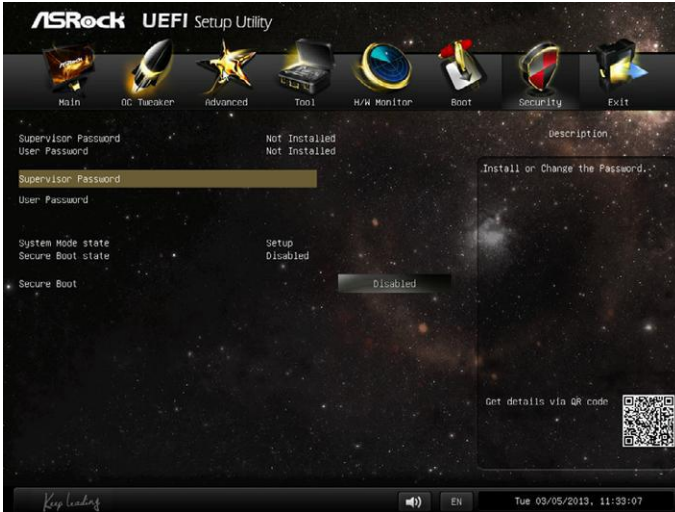 ASRock UEFI Setup Utility
Main OC Tweaker Advanced Tool H/W Monitor Boot Security Exit
Supervisor Password Not Installed
User Password Not Installed
Supervisor Password
User Password
System Mode state Setup
Secure Boot state Disabled
Secure Boot Disabled
Description
Install or Change the Password.
Get details via QR code
Keep Leading
EN Tue 03/05/2013, 11:33:07